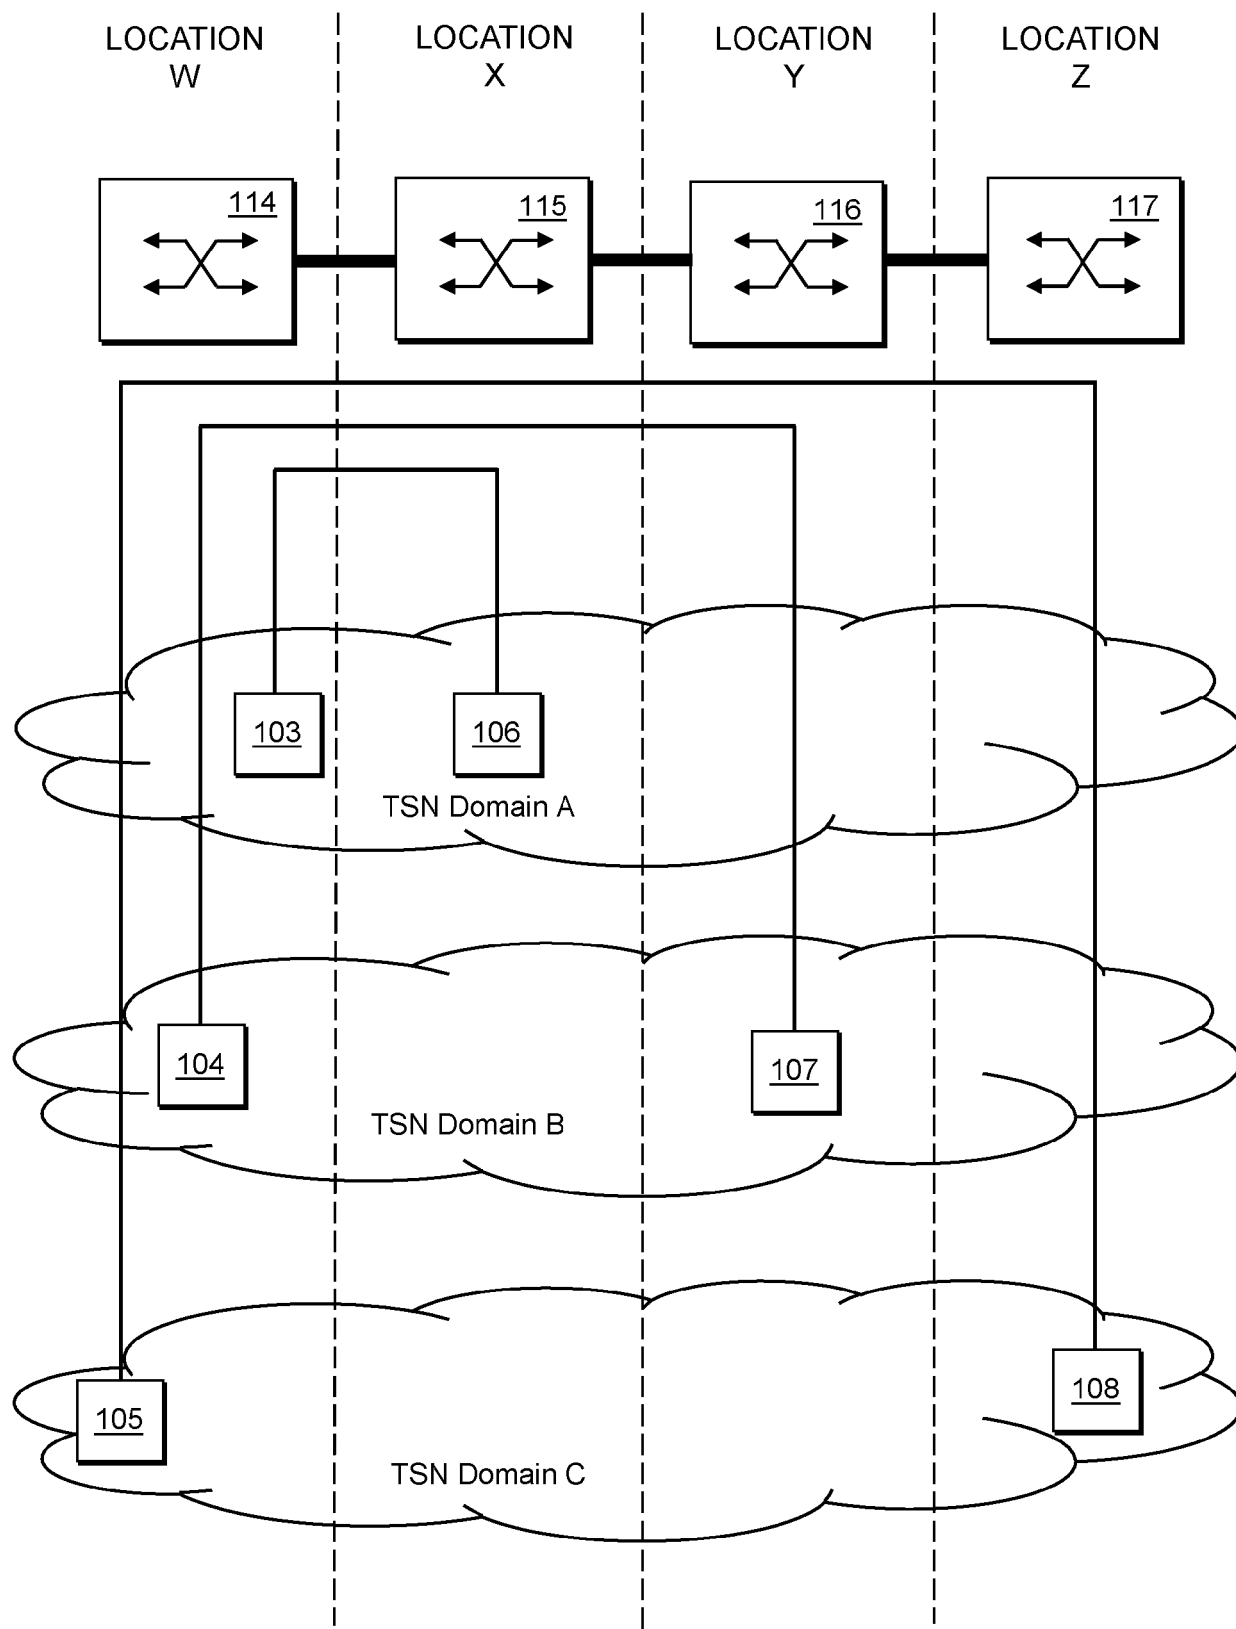 LOCATION
W
LOCATION
X
LOCATION
Y
LOCATION
Z
114
115
116
117
103
106
TSN Domain A
104
107
TSN Domain B
105
108
TSN Domain C